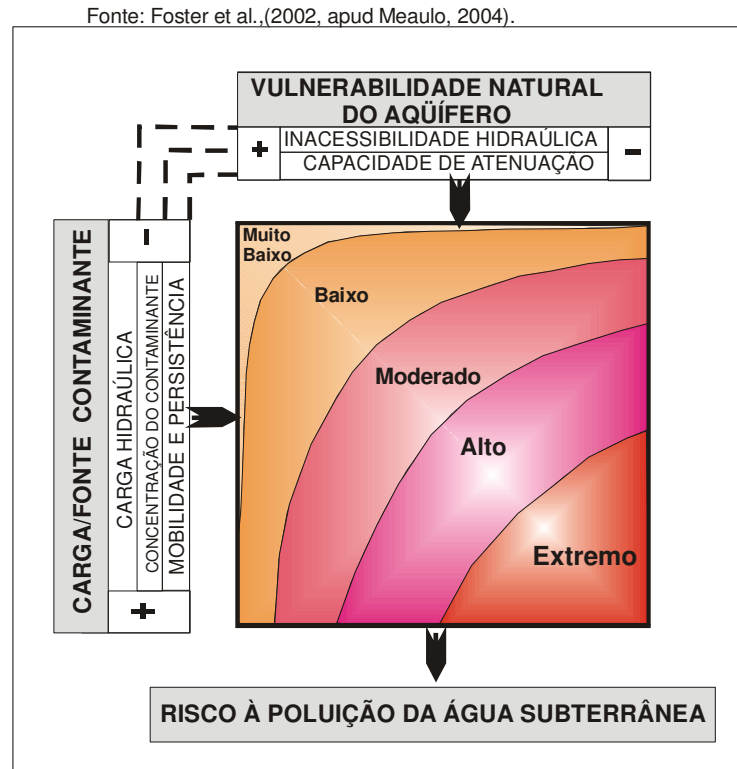 Fonte: Foster et al.,(2002, apud Meaulo, 2004).
VULNERABILIDADE NATURAL
DO AQÜÍFERO
+
INACESSIBILIDADE HIDRAÚLICA
CAPACIDADE DE ATENUAÇÃO
-
CARGA/FONTE CONTAMINANTE
-
CARGA HIDRAÚLICA
CONCENTRAÇÃO DO CONTAMINANTE
MOBILIDADE E PERSISTÊNCIA
+
Muito
Baixo
Baixo
Moderado
Alto
Extremo
RISCO À POLUIÇÃO DA ÁGUA SUBTERRÂNEA